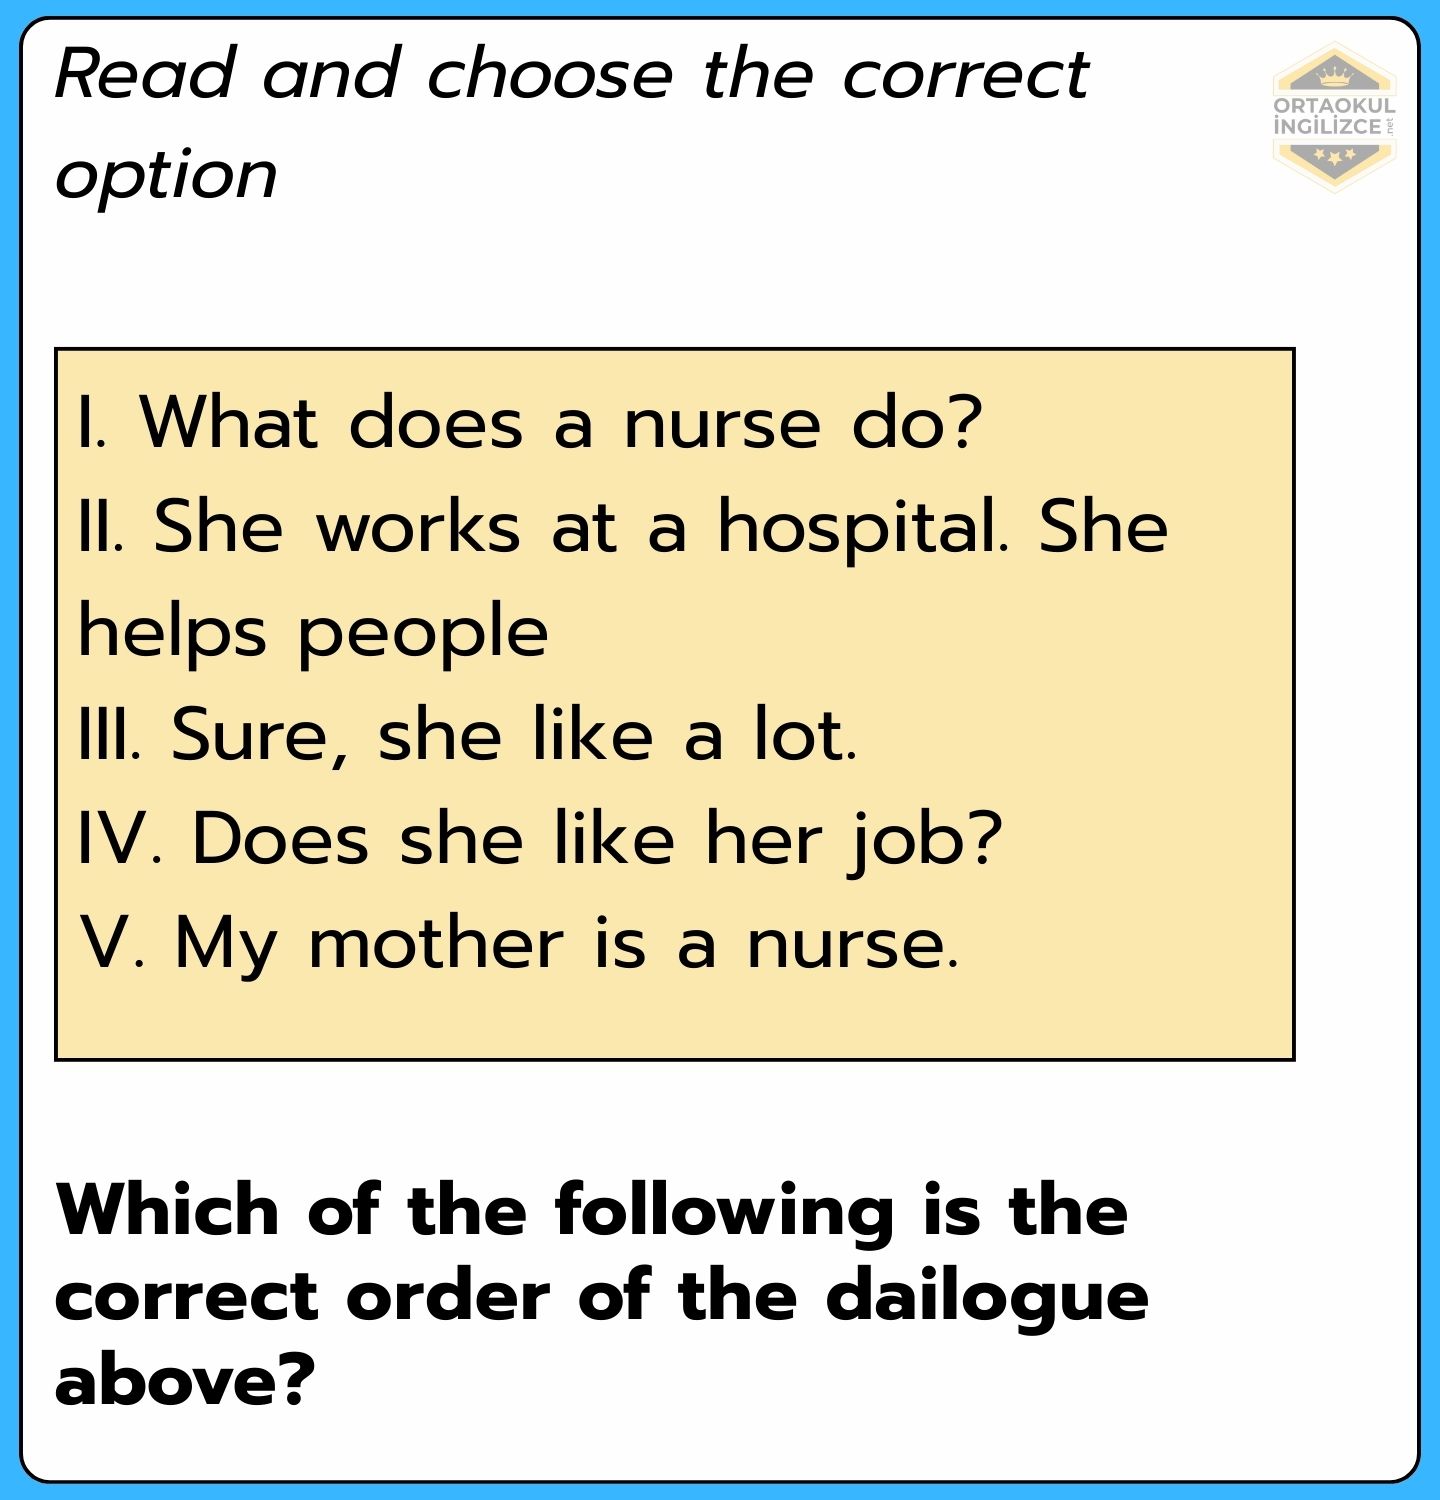 Read and choose the correct
option
ORTAOKUL
İNGİLİZCE .net
I. What does a nurse do?
II. She works at a hospital. She
helps people
III. Sure, she like a lot.
IV. Does she like her job?
V. My mother is a nurse.
Which of the following is the
correct order of the dailogue
above?